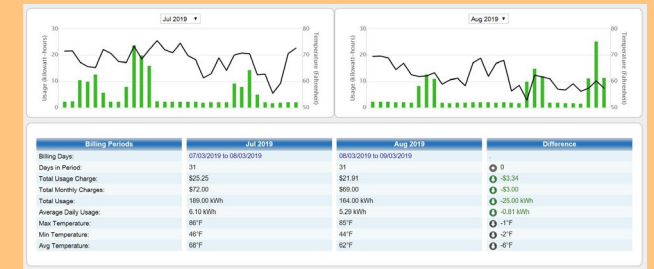 Jul 2019
Aug 2019
30
20
10
0
Usage (kilowatt-hours)
80
70
60
50
Temperature (Fahrenheit)
30
20
10
0
Usage (kilowatt-hours)
80
70
60
50
Temperature (Fahrenheit)
Billing Periods Jul 2019 Aug 2019 Difference
Billing Days: 07/03/2019 to 08/03/2019 08/03/2019 to 09/03/2019 -
Days in Period: 31 31 0
Total Usage Charge: $25.25 $21.91 -$3.34
Total Monthly Charges: $72.00 $69.00 -$3.00
Total Usage: 189.00 kWh 164.00 kWh -25.00 kWh
Average Daily Usage: 6.10 kWh 5.29 kWh -0.81 kWh
Max Temperature: 86°F 85°F -1°F
Min Temperature: 46°F 44°F -2°F
Avg Temperature: 68°F 62°F -6°F